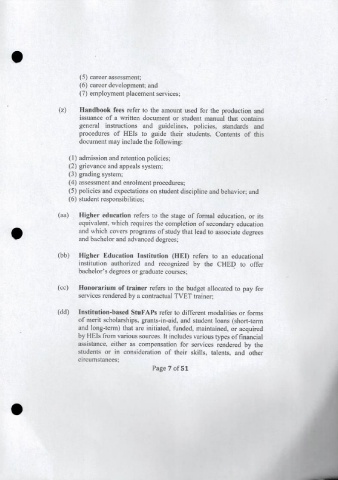 (5) career assessment;
(6) career development; and
(7) employment placement services;
(z) Handbook fees refer to the amount used for the production and
issuance of a written document or student manual that contains
general instructions and guidelines, policies, standards and
procedures of HEIs to guide their students. Contents of this
document may include the following:
(1) admission and retention policies;
(2) grievance and appeals system;
(3) grading system;
(4) assessment and enrolment procedures;
(5) policies and expectations on student discipline and behavior; and
(6) student responsibilities;
(aa) Higher education refers to the stage of formal education, or its
equivalent, which requires the completion of secondary education
and which covers programs of study that lead to associate degrees
and bachelor and advanced degrees;
(bb) Higher Education Institution (HEI) refers to an educational
institution authorized and recognized by the CHED to offer
bachelor's degrees or graduate courses;
(cc) Honorarium of trainer refers to the budget allocated to pay for
services rendered by a contractual TVET trainer;
(dd) Institution-based StuFAPs refer to different modalities or forms
of merit scholarships, grants-in-aid, and student loans (short-term
and long-term) that are initiated, funded, maintained, or acquired
by HEIs from various sources. It includes various types of financial
assistance, either as compensation for services rendered by the
students or in consideration of their skills, talents, and other
circumstances;
Page 7 of 51